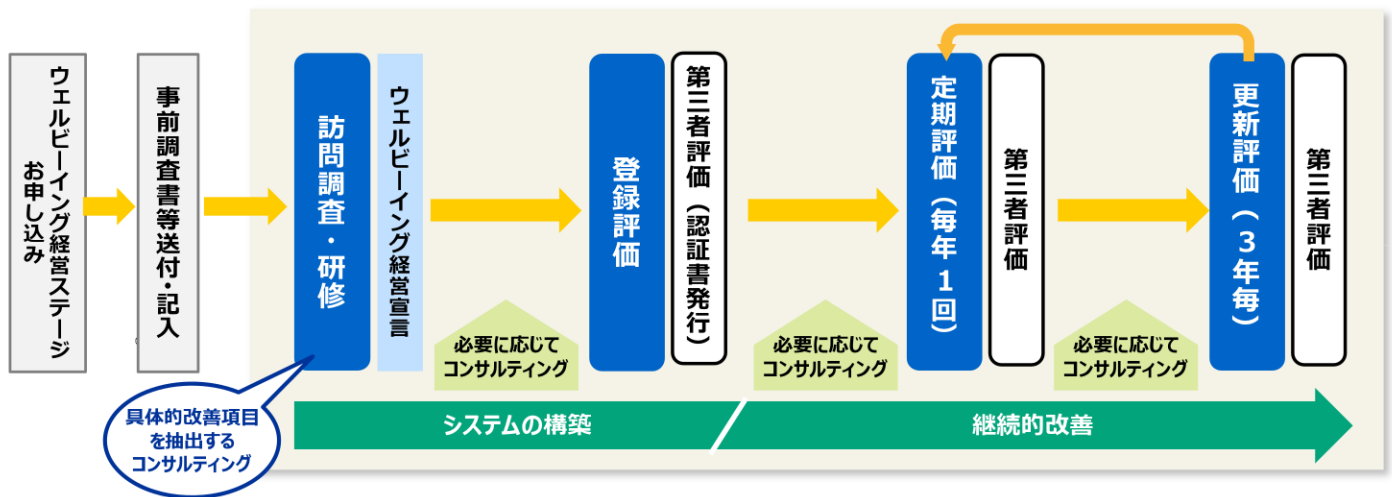 ウェルビーイング経営ステージ
お申し込み
事前調査書等送付・記入
訪問調査・研修
ウェルビーイング経営宣言
登録評価
第三者評価（認証書発行）
定期評価（毎年1回）
第三者評価
更新評価（３年毎）
第三者評価
必要に応じて
コンサルティング
必要に応じて
コンサルティング
必要に応じて
コンサルティング
具体的改善項目
を抽出する
コンサルティング
システムの構築
継続的改善